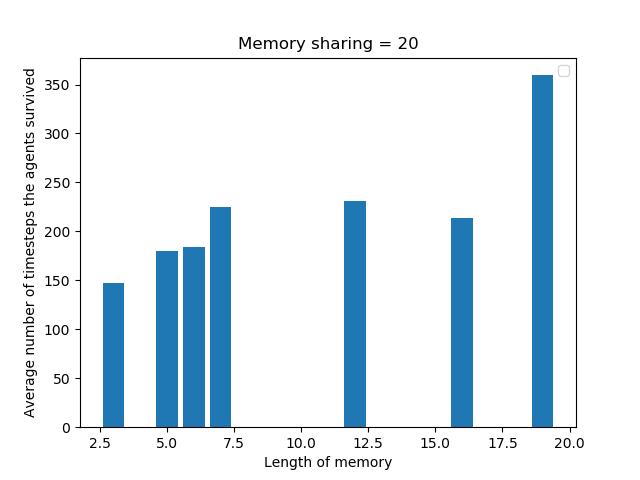 Memory sharing = 20
Average number of timesteps the agents survived
350
300
250
200
150
100
50
0
2.5 5.0 7.5 10.0 12.5 15.0 17.5 20.0
Length of memory